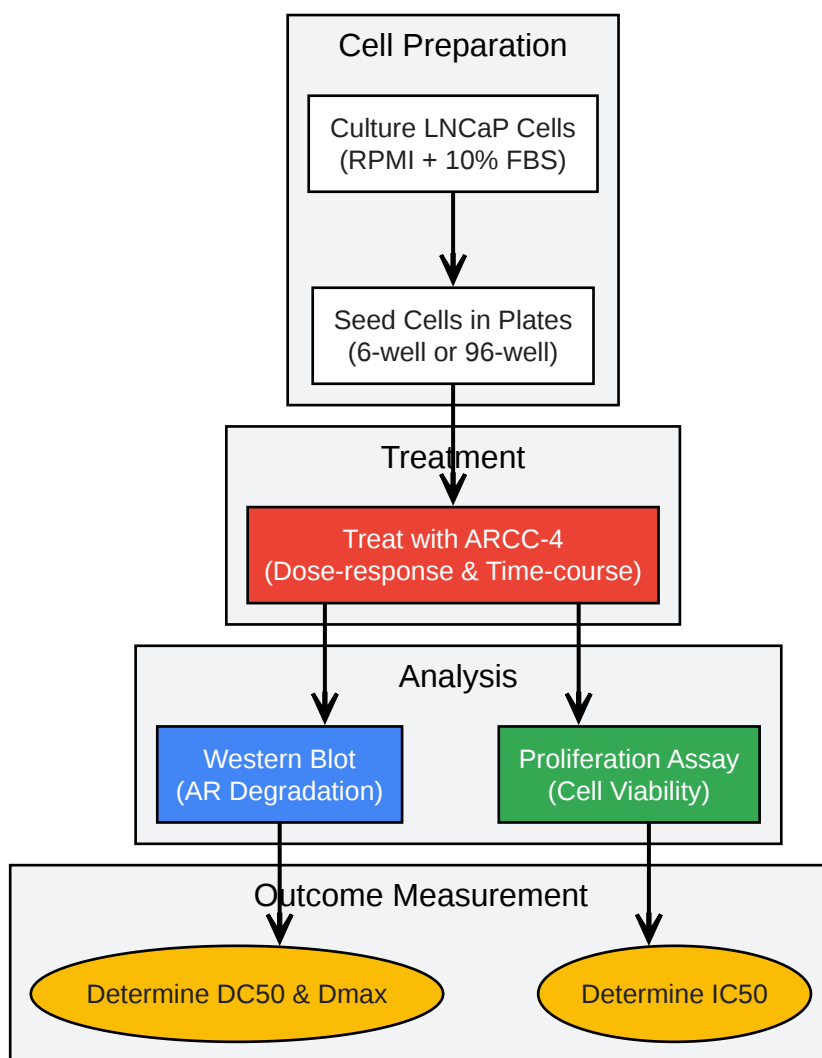 Cell Preparation
Culture LNCaP Cells
(RPMI + 10% FBS)
Seed Cells in Plates
(6-well or 96-well)
Treatment
Treat with ARCC-4
(Dose-response & Time-course)
Analysis
Western Blot
(AR Degradation)
Proliferation Assay
(Cell Viability)
Outcome Measurement
Determine DC50 & Dmax
Determine IC50